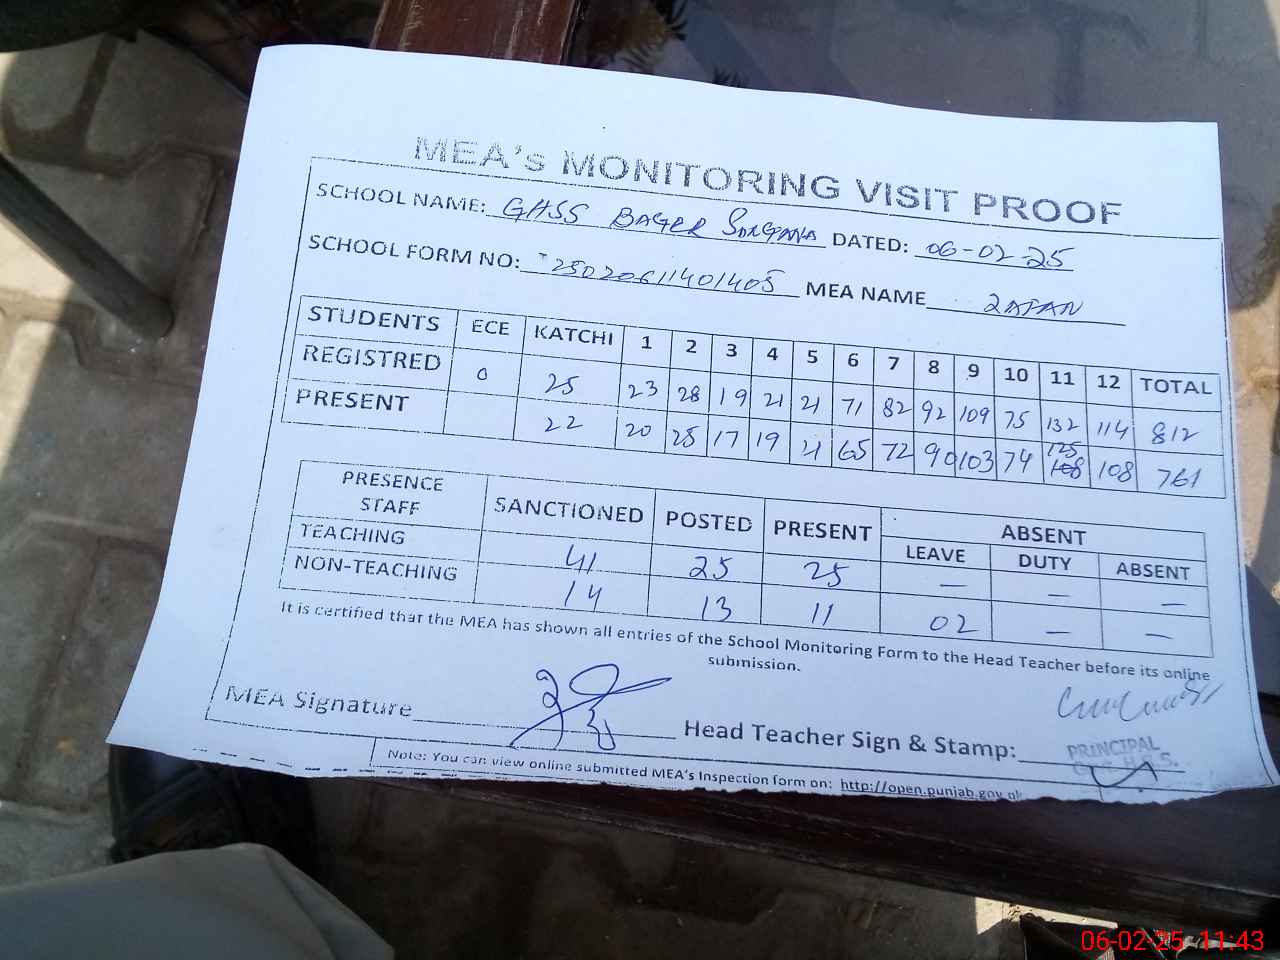 MEA's MONITORING VISIT PROOF
SCHOOL NAME: GHSS BAGER SARGANA DATED: 06-02-25
SCHOOL FORM NO: 25020611401405 MEA NAME ZAFAR
STUDENTS ECE KATCHI 1 2 3 4 5 6 7 8 9 10 11 12 TOTAL
REGISTRED 0 25 23 28 19 21 21 71 82 92 109 75 132 114 812
PRESENT 22 20 25 17 19 21 65 72 90 103 74 125 108 108 761
PRESENCE STAFF SANCTIONED POSTED PRESENT ABSENT
LEAVE DUTY ABSENT
TEACHING 41 25 25 — — —
NON-TEACHING 14 13 11 02 — —
It is certified that the MEA has shown all entries of the School Monitoring Form to the Head Teacher before its online
submission.
MEA Signature Head Teacher Sign & Stamp:
PRINCIPAL
Note: You can view online submitted MEA's Inspection form on: http://open.punjab.gov.pk
06-02-25 11:43